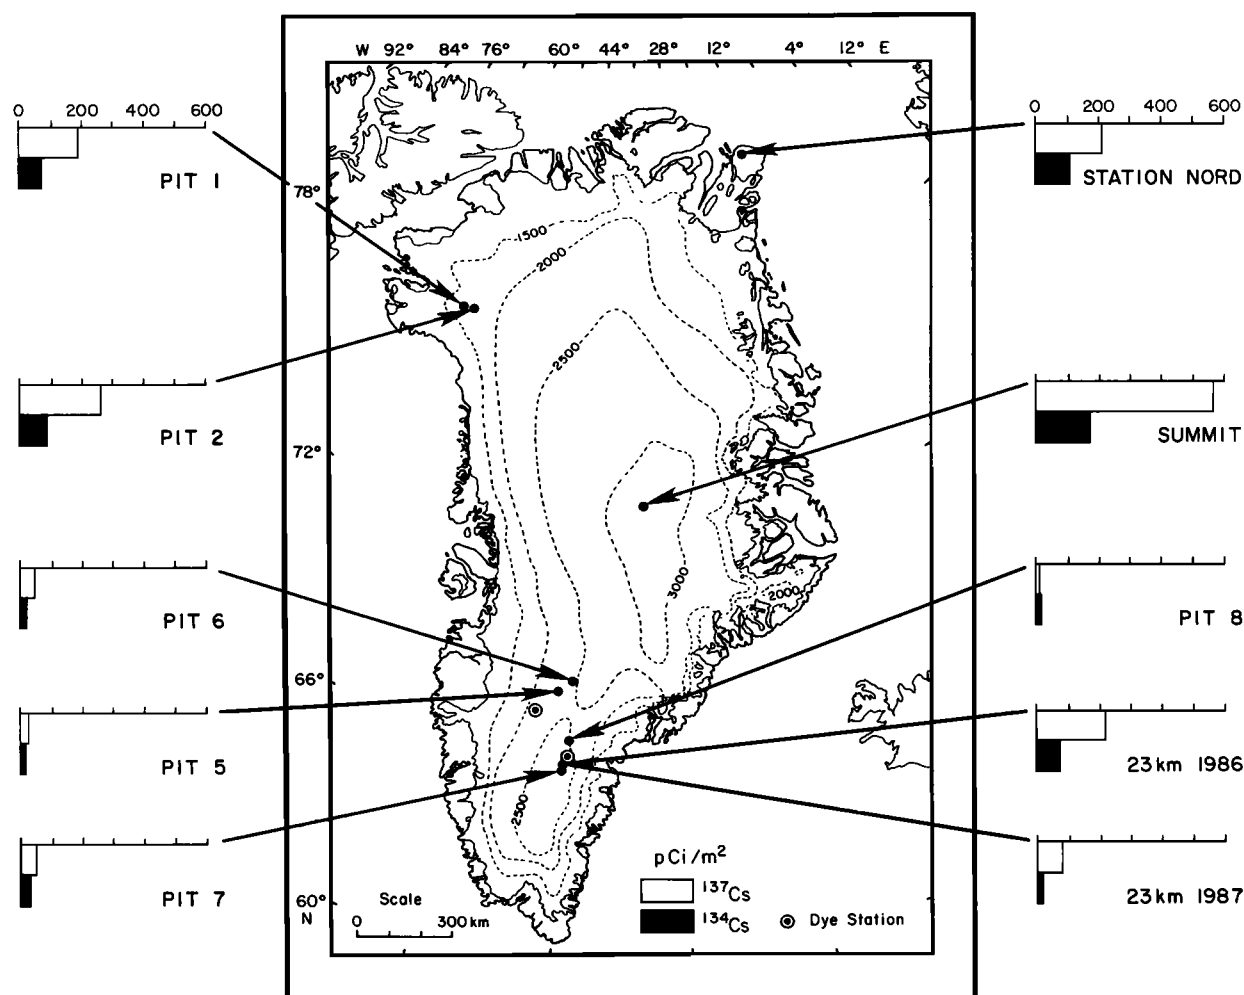 W 92° 84° 76° 60° 44° 28° 12° 4° 12° E
0 200 400 600
PIT 1
0 200 400 600
STATION NORD
78°
1500
2000
2500
PIT 2
SUMMIT
72°
3000
2000
PIT 6
PIT 8
66°
PIT 5
23km 1986
2500
PIT 7
23km 1987
pCi/m²
¹³⁷Cs
¹³⁴Cs
Dye Station
60°
N
Scale
0 300 km